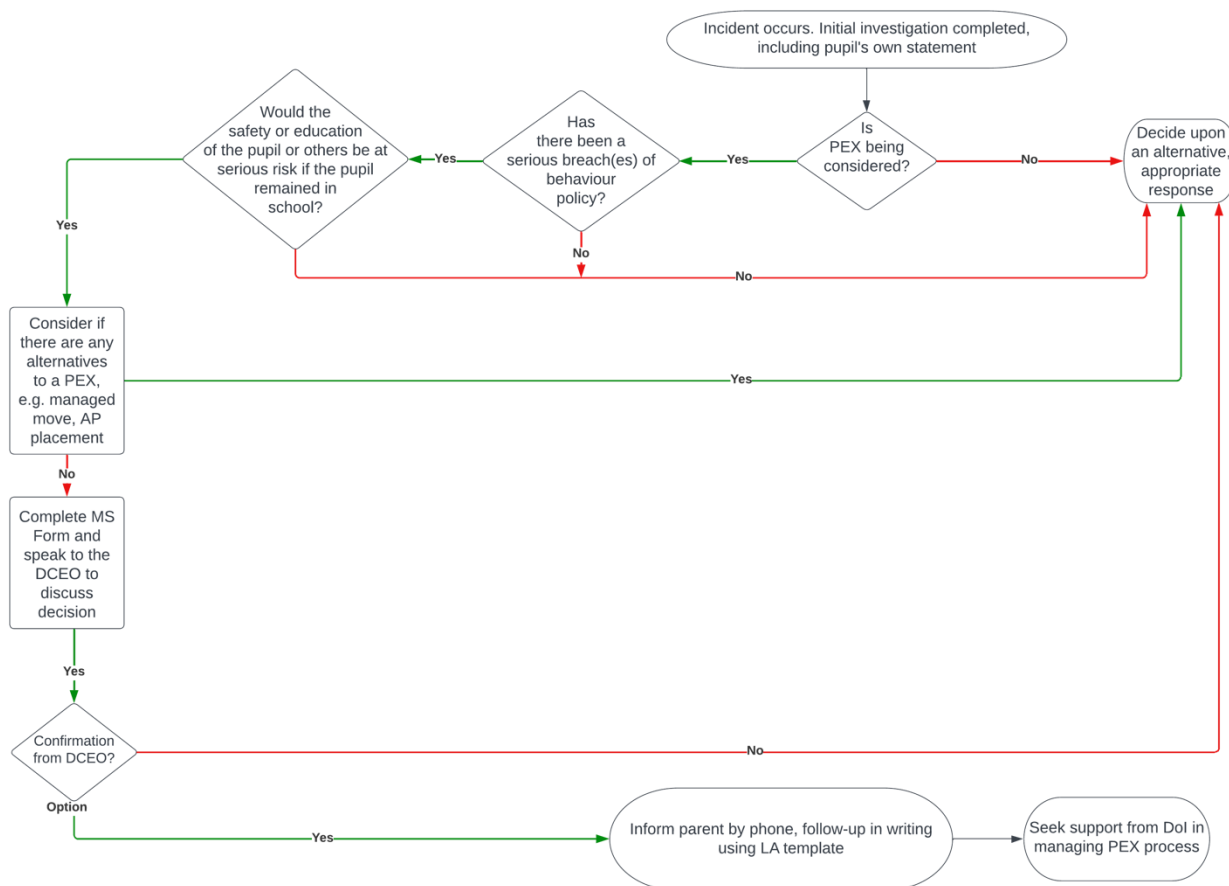 Incident occurs. Initial investigation completed,
including pupil's own statement
Is
PEX being
considered?
No
Decide upon
an alternative,
appropriate
response
Yes
Has
there been a
serious breach(es) of
behaviour
policy?
No
Yes
Would the
safety or education
of the pupil or others be at
serious risk if the pupil
remained in
school?
No
Yes
Consider if
there are any
alternatives
to a PEX,
e.g. managed
move, AP
placement
Yes
No
Complete MS
Form and
speak to the
DCEO to
discuss
decision
Yes
Confirmation
from DCEO?
No
Option
Yes
Inform parent by phone, follow-up in writing
using LA template
Seek support from DoI in
managing PEX process